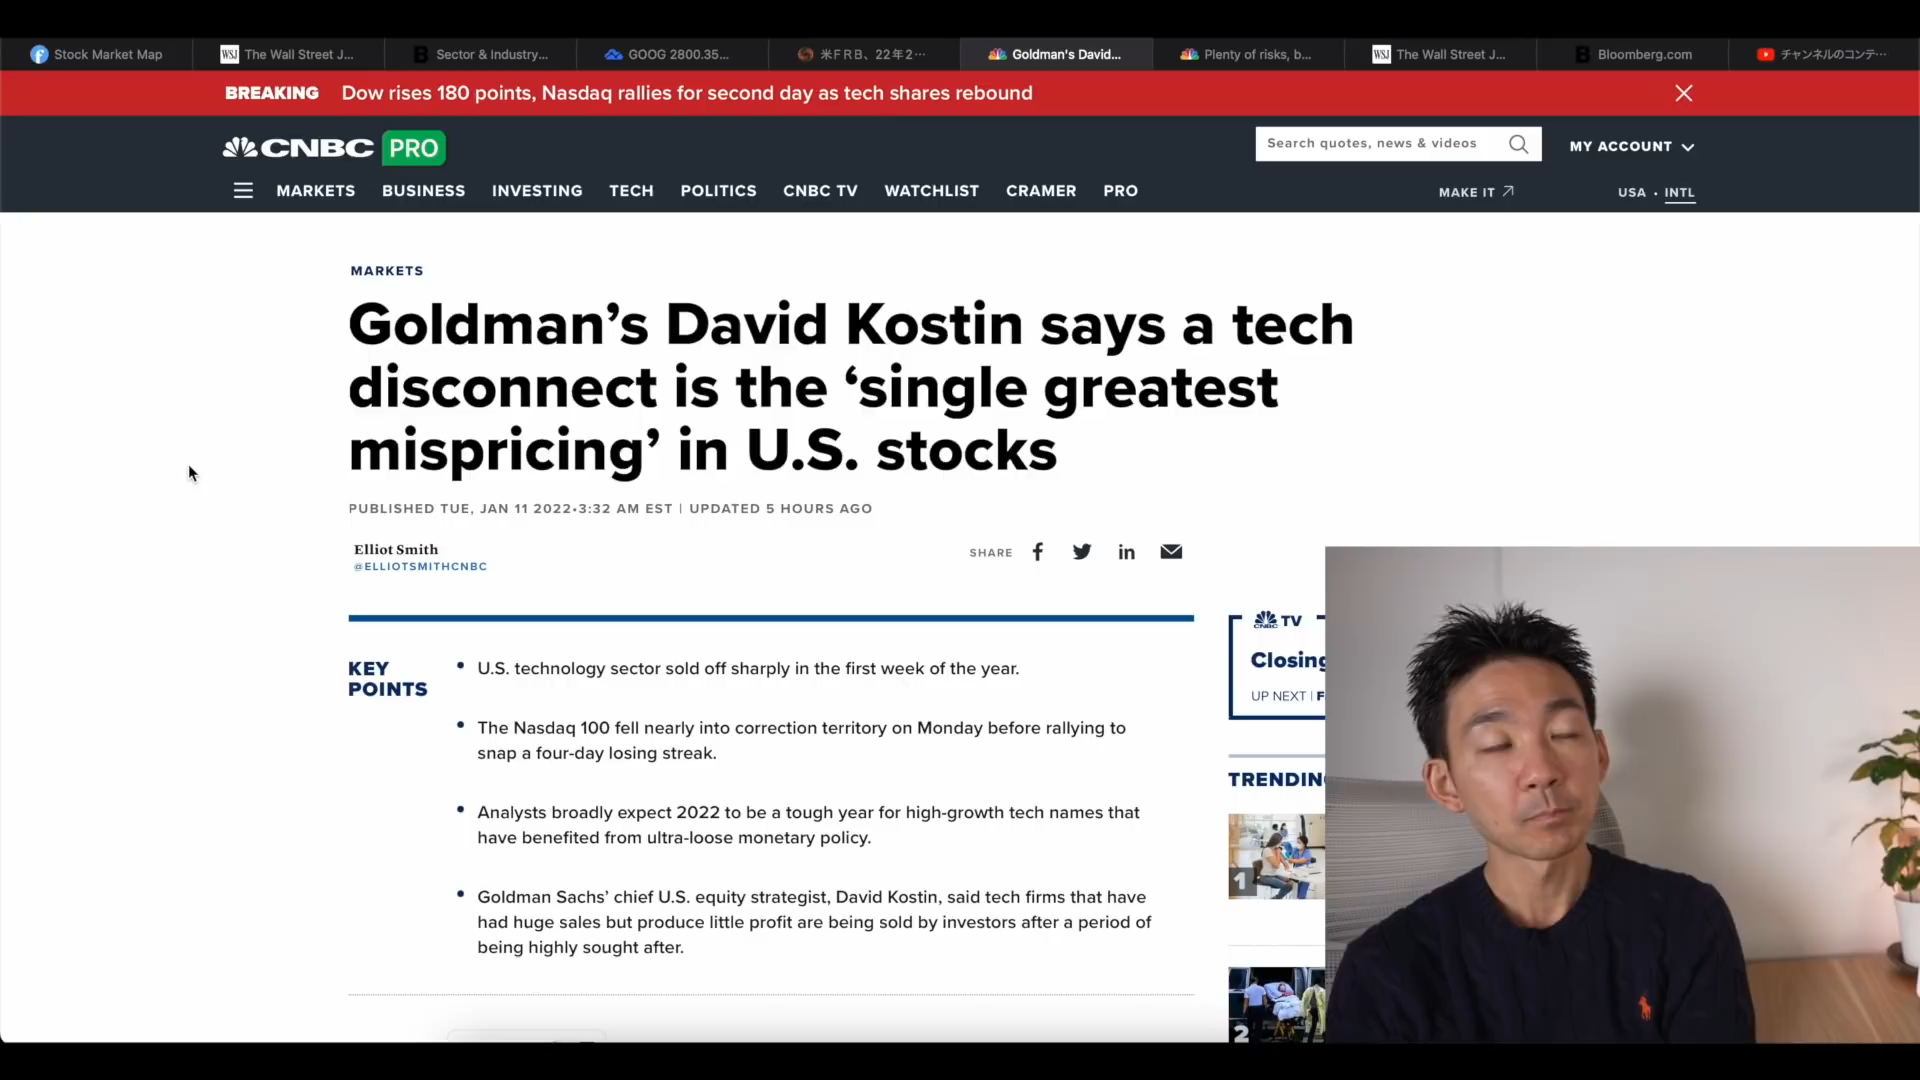 Stock Market Map
WSJ The Wall Street J...
Sector & Industry...
GOOG 2800.35...
米FRB、22年2…
Goldman's David...
Plenty of risks, b...
WSJ The Wall Street J...
Bloomberg.com
チャンネルのコンテ…
BREAKING Dow rises 180 points, Nasdaq rallies for second day as tech shares rebound
CNBC PRO
Search quotes, news & videos
MY ACCOUNT
MARKETS BUSINESS INVESTING TECH POLITICS CNBC TV WATCHLIST CRAMER PRO
MAKE IT
USA • INTL
MARKETS
Goldman’s David Kostin says a tech
disconnect is the ‘single greatest
mispricing’ in U.S. stocks
PUBLISHED TUE, JAN 11 2022•3:32 AM EST | UPDATED 5 HOURS AGO
Elliot Smith
@ELLIOTSMITHCNBC
SHARE
KEY
POINTS
• U.S. technology sector sold off sharply in the first week of the year.
• The Nasdaq 100 fell nearly into correction territory on Monday before rallying to
snap a four-day losing streak.
• Analysts broadly expect 2022 to be a tough year for high-growth tech names that
have benefited from ultra-loose monetary policy.
• Goldman Sachs’ chief U.S. equity strategist, David Kostin, said tech firms that have
had huge sales but produce little profit are being sold by investors after a period of
being highly sought after.
CNBC TV
Closing
UP NEXT | F
TRENDIN
1
2